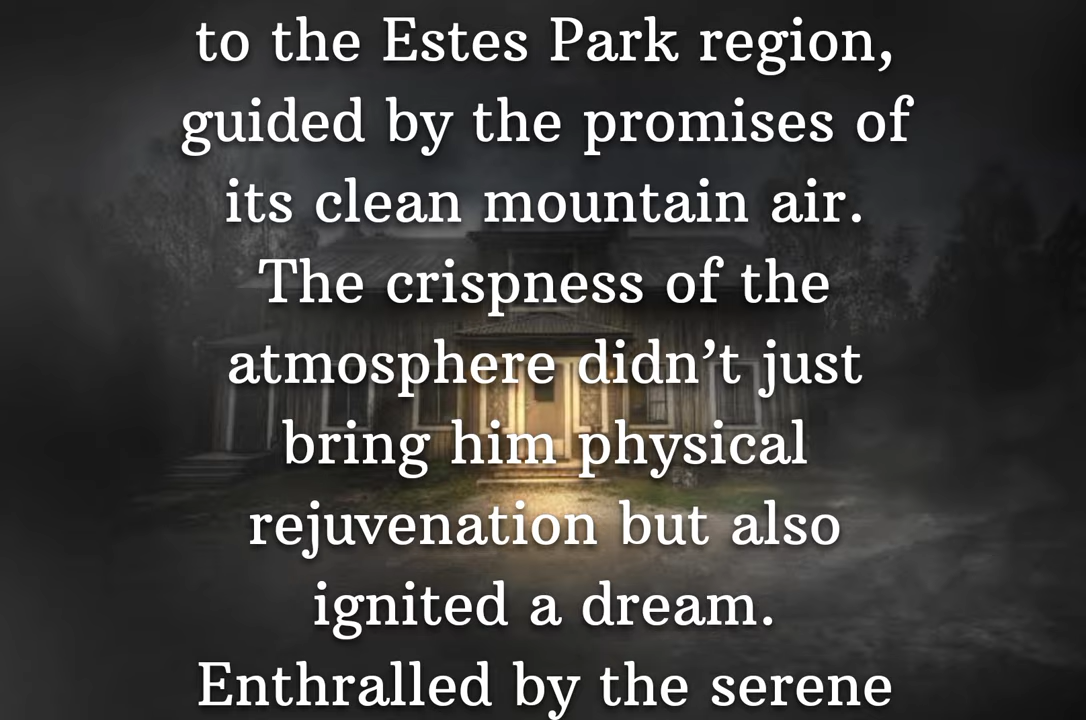 to the Estes Park region,
guided by the promises of
its clean mountain air.
The crispness of the
atmosphere didn’t just
bring him physical
rejuvenation but also
ignited a dream.
Enthralled by the serene